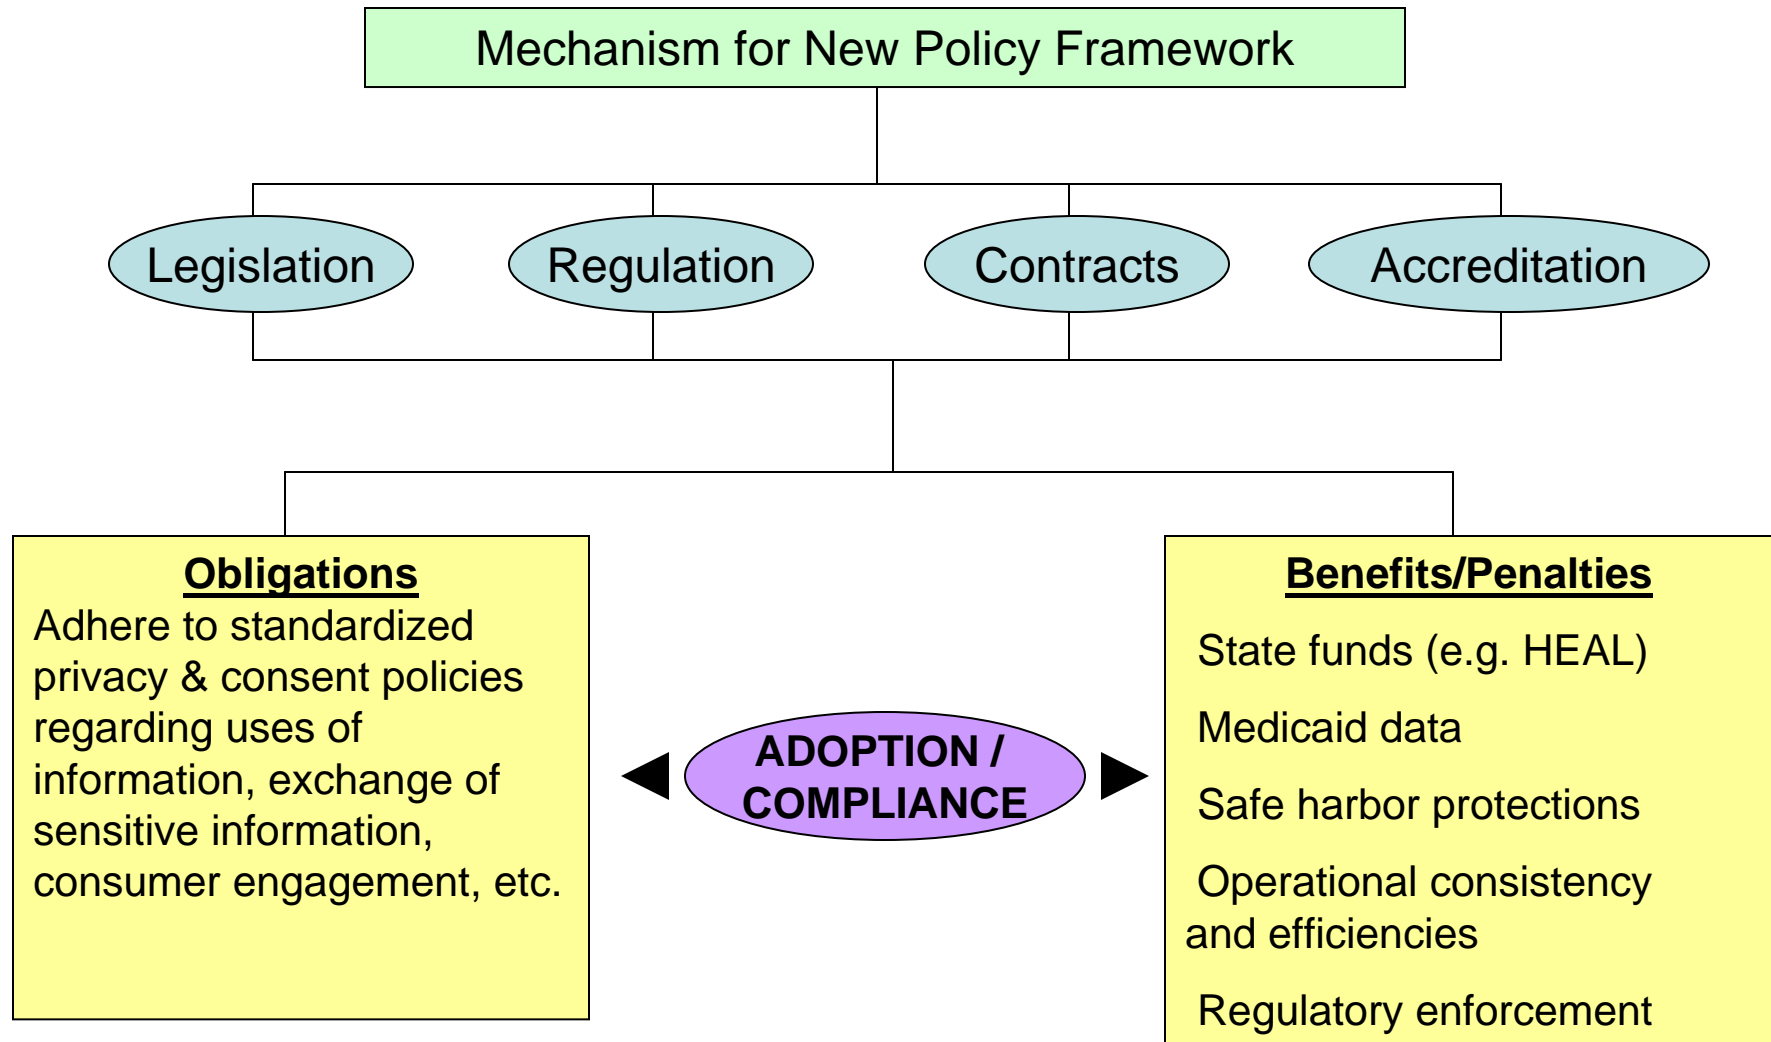 Mechanism for New Policy Framework
Legislation
Regulation
Contracts
Accreditation
Obligations
Adhere to standardized
privacy & consent policies
regarding uses of
information, exchange of
sensitive information,
consumer engagement, etc.
ADOPTION /
COMPLIANCE
Benefits/Penalties
State funds (e.g. HEAL)
Medicaid data
Safe harbor protections
Operational consistency
and efficiencies
Regulatory enforcement